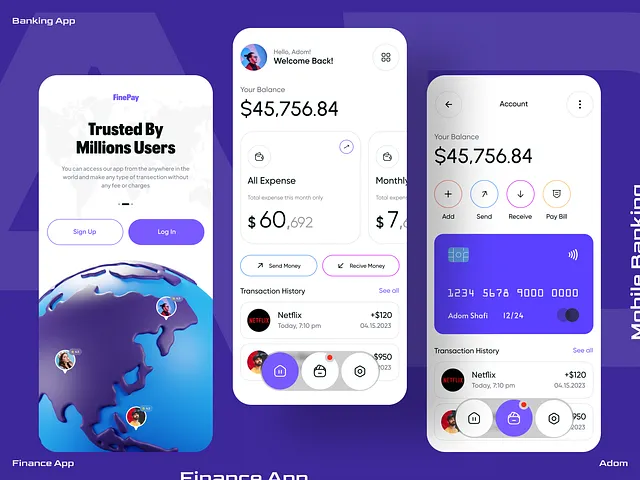 Banking App
FinePay
Trusted By
Millions Users
You can access our app from the anywhere in the
world and make any type of transection without
any fee or charges
Sign Up
Log In
Hello, Adom!
Welcome Back!
Your Balance
$45,756.84
All Expense
Total expense this month only
$ 60,692
Monthly
Total expen
$ 7,6
Send Money
Recive Money
Transaction History
See all
NETFLIX
Netflix
Today, 7:10 pm
+$120
04.15.2023
$950
2023
Account
Your Balance
$45,756.84
Add
Send
Receive
Pay Bill
1234 5678 9000 0000
Adom Shafi
12/24
Transaction History
See all
NETFLIX
Netflix
Today, 7:10 pm
+$120
04.15.2023
950
.2023
Mobile Banking
Finance App
Finance App
Adom